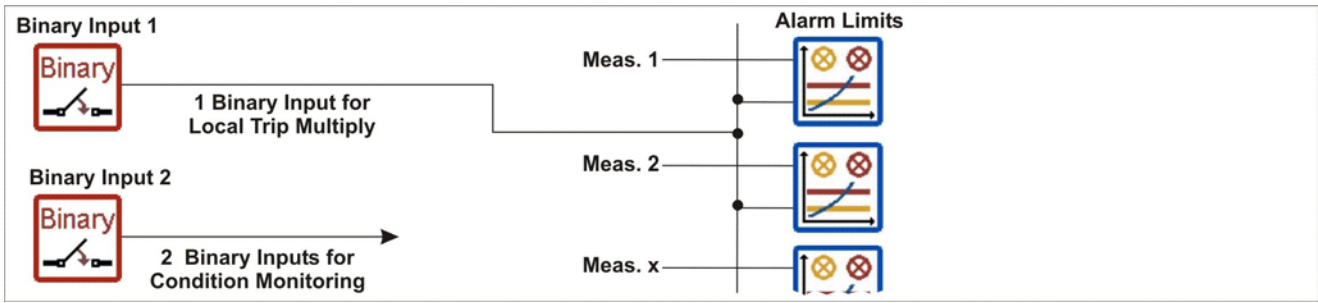 Binary Input 1
Binary
1 Binary Input for
Local Trip Multiply
Binary Input 2
Binary
2 Binary Inputs for
Condition Monitoring
Alarm Limits
Meas. 1
Meas. 2
Meas. x